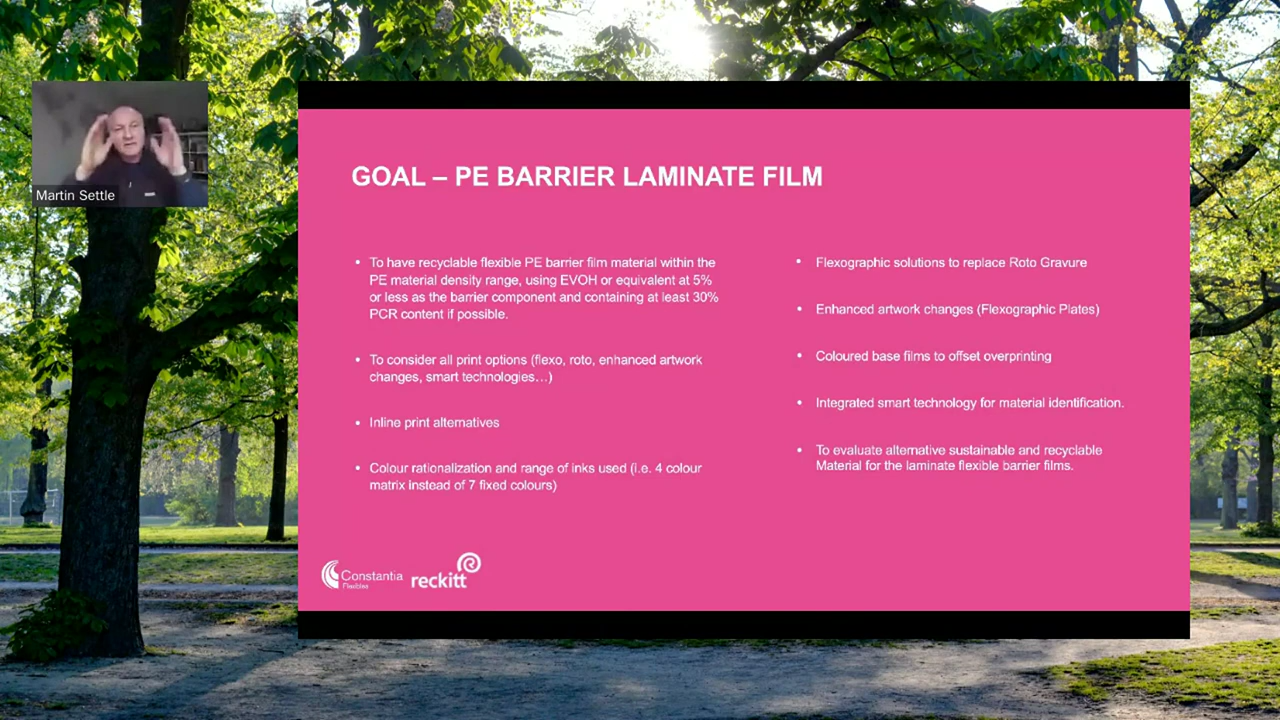 Martin Settle
GOAL – PE BARRIER LAMINATE FILM
• To have recyclable flexible PE barrier film material within the
PE material density range, using EVOH or equivalent at 5%
or less as the barrier component and containing at least 30%
PCR content if possible.
• To consider all print options (flexo, roto, enhanced artwork
changes, smart technologies…)
• Inline print alternatives
• Colour rationalization and range of inks used (i.e. 4 colour
matrix instead of 7 fixed colours)
• Flexographic solutions to replace Roto Gravure
• Enhanced artwork changes (Flexographic Plates)
• Coloured base films to offset overprinting
• Integrated smart technology for material identification.
• To evaluate alternative sustainable and recyclable
Material for the laminate flexible barrier films.
Constantia
Flexibles
reckitt